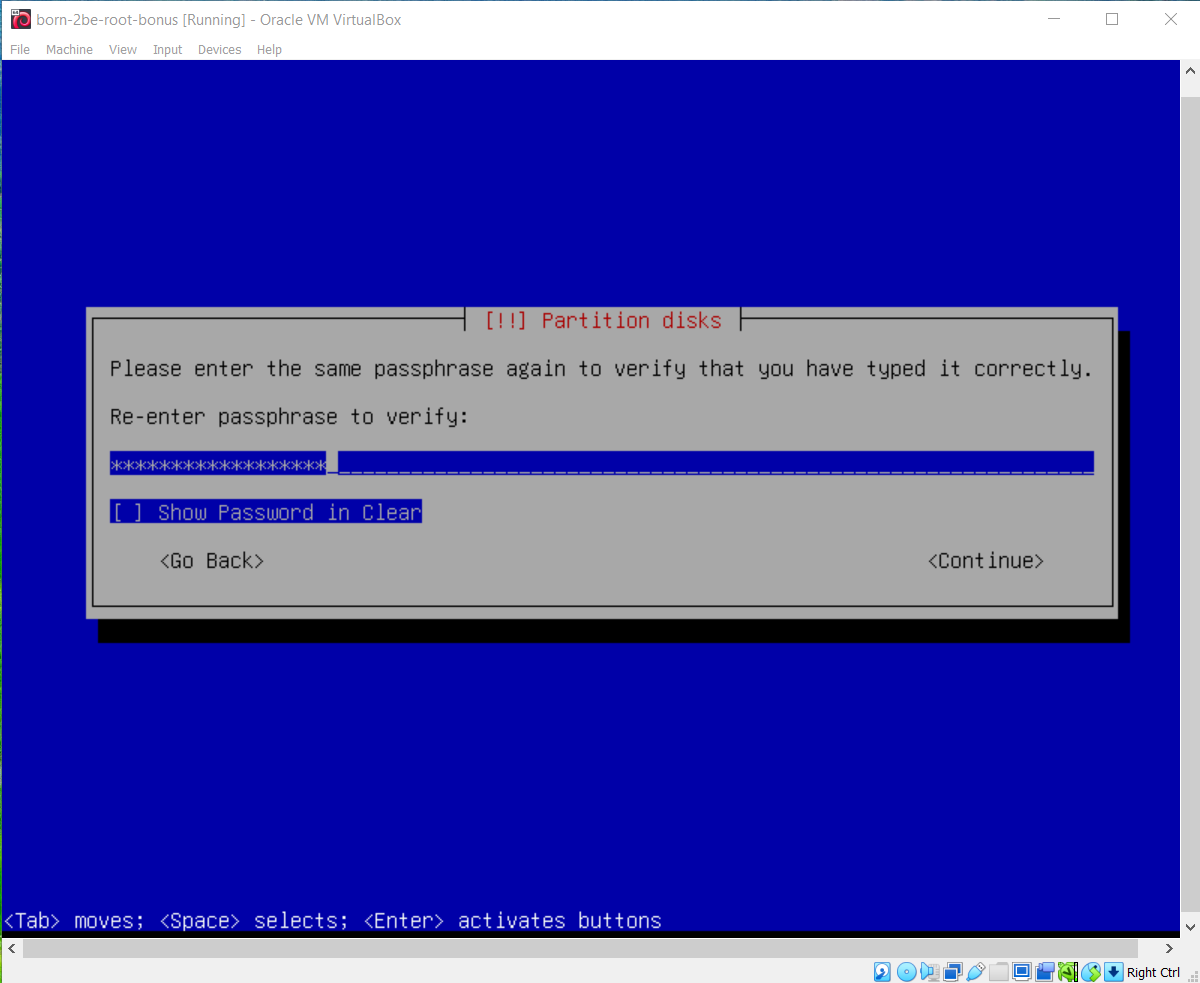 born-2be-root-bonus [Running] - Oracle VM VirtualBox
File Machine View Input Devices Help
[!!] Partition disks
Please enter the same passphrase again to verify that you have typed it correctly.
Re-enter passphrase to verify:
******************
[ ] Show Password in Clear
<Go Back> <Continue>
<Tab> moves; <Space> selects; <Enter> activates buttons
Right Ctrl